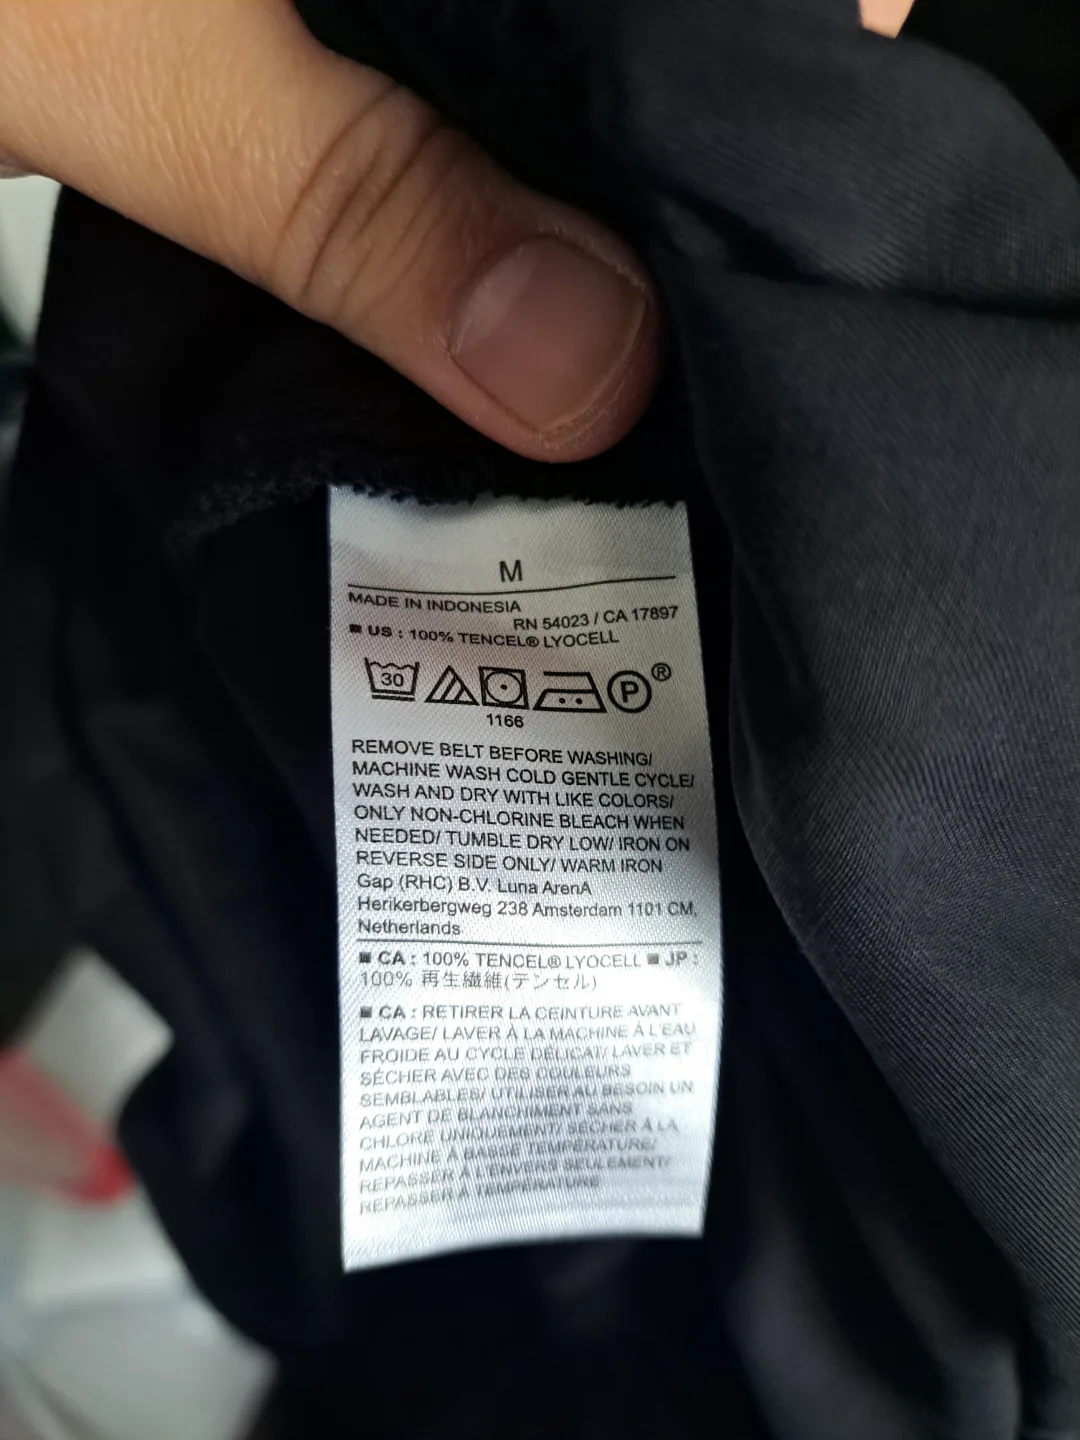 M
MADE IN INDONESIA
RN 54023 / CA 17897
■ US : 100% TENCEL® LYOCELL
30 P ®
1166
REMOVE BELT BEFORE WASHING/
MACHINE WASH COLD GENTLE CYCLE/
WASH AND DRY WITH LIKE COLORS/
ONLY NON-CHLORINE BLEACH WHEN
NEEDED/ TUMBLE DRY LOW/ IRON ON
REVERSE SIDE ONLY/ WARM IRON
Gap (RHC) B.V. Luna ArenA
Herikerbergweg 238 Amsterdam 1101 CM,
Netherlands
■ CA : 100% TENCEL® LYOCELL ■ JP :
100% 再生繊維(テンセル)
■ CA : RETIRER LA CEINTURE AVANT
LAVAGE/ LAVER À LA MACHINE À L'EAU
FROIDE AU CYCLE DÉLICAT/ LAVER ET
SÉCHER AVEC DES COULEURS
SEMBLABLES/ UTILISER AU BESOIN UN
AGENT DE BLANCHIMENT SANS
CHLORE UNIQUEMENT/ SÉCHER À LA
MACHINE À BASSE TEMPÉRATURE/
REPASSER À L'ENVERS SEULEMENT/
REPASSER À TEMPÉRATURE